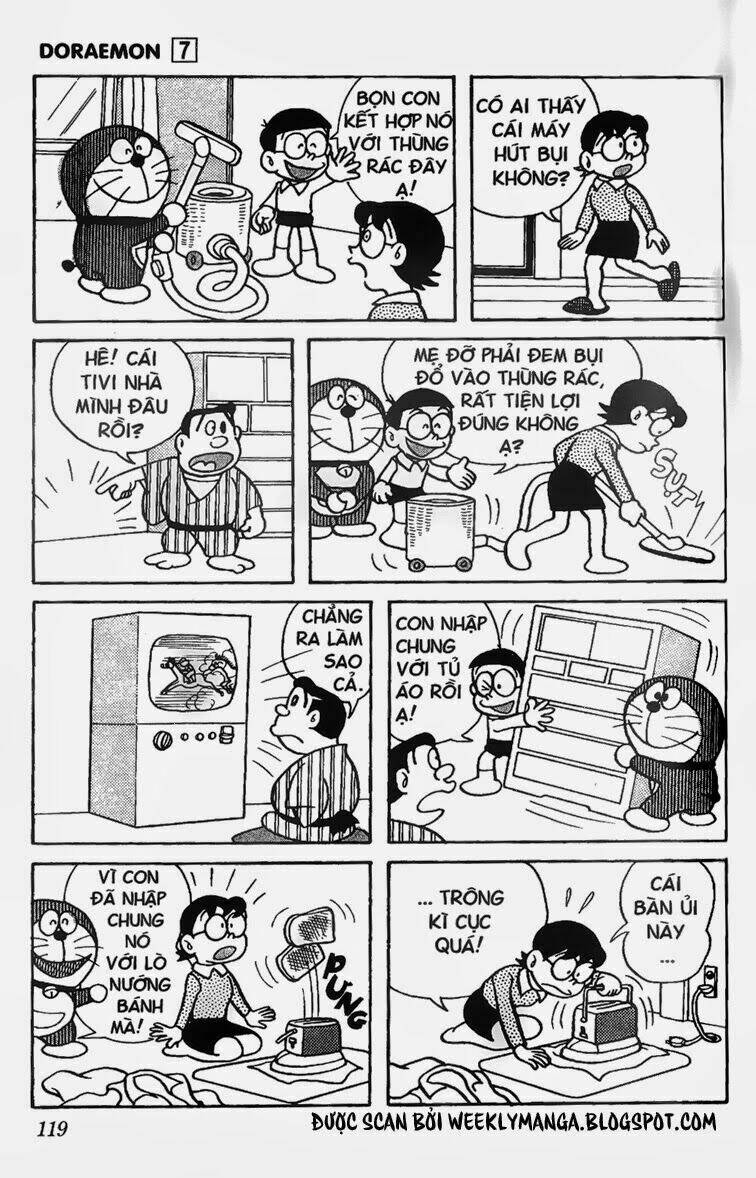 DORAEMON 7
CÓ AI THẤY
CÁI MÁY
HÚT BỤI
KHÔNG?
BỌN CON
KẾT HỢP NÓ
VỚI THÙNG
RÁC ĐÂY
Ạ!
MẸ ĐỠ PHẢI ĐEM BỤI
ĐỔ VÀO THÙNG RÁC,
RẤT TIỆN LỢI
ĐÚNG KHÔNG
Ạ?
SỤT
HÊ! CÁI
TIVI NHÀ
MÌNH ĐÂU
RỒI?
CON NHẬP
CHUNG
VỚI TỦ
ÁO RỒI
Ạ!
CHẲNG
RA LÀM
SAO
CẢ.
CÁI
BÀN ỦI
NÀY
...
... TRÔNG
KÌ CỤC
QUÁ!
PƯNG
VÌ CON
ĐÃ NHẬP
CHUNG
NÓ
VỚI LÒ
NƯỚNG
BÁNH
MÀ!
119
ĐƯỢC SCAN BỞI WEEKLYMANGA.BLOGSPOT.COM